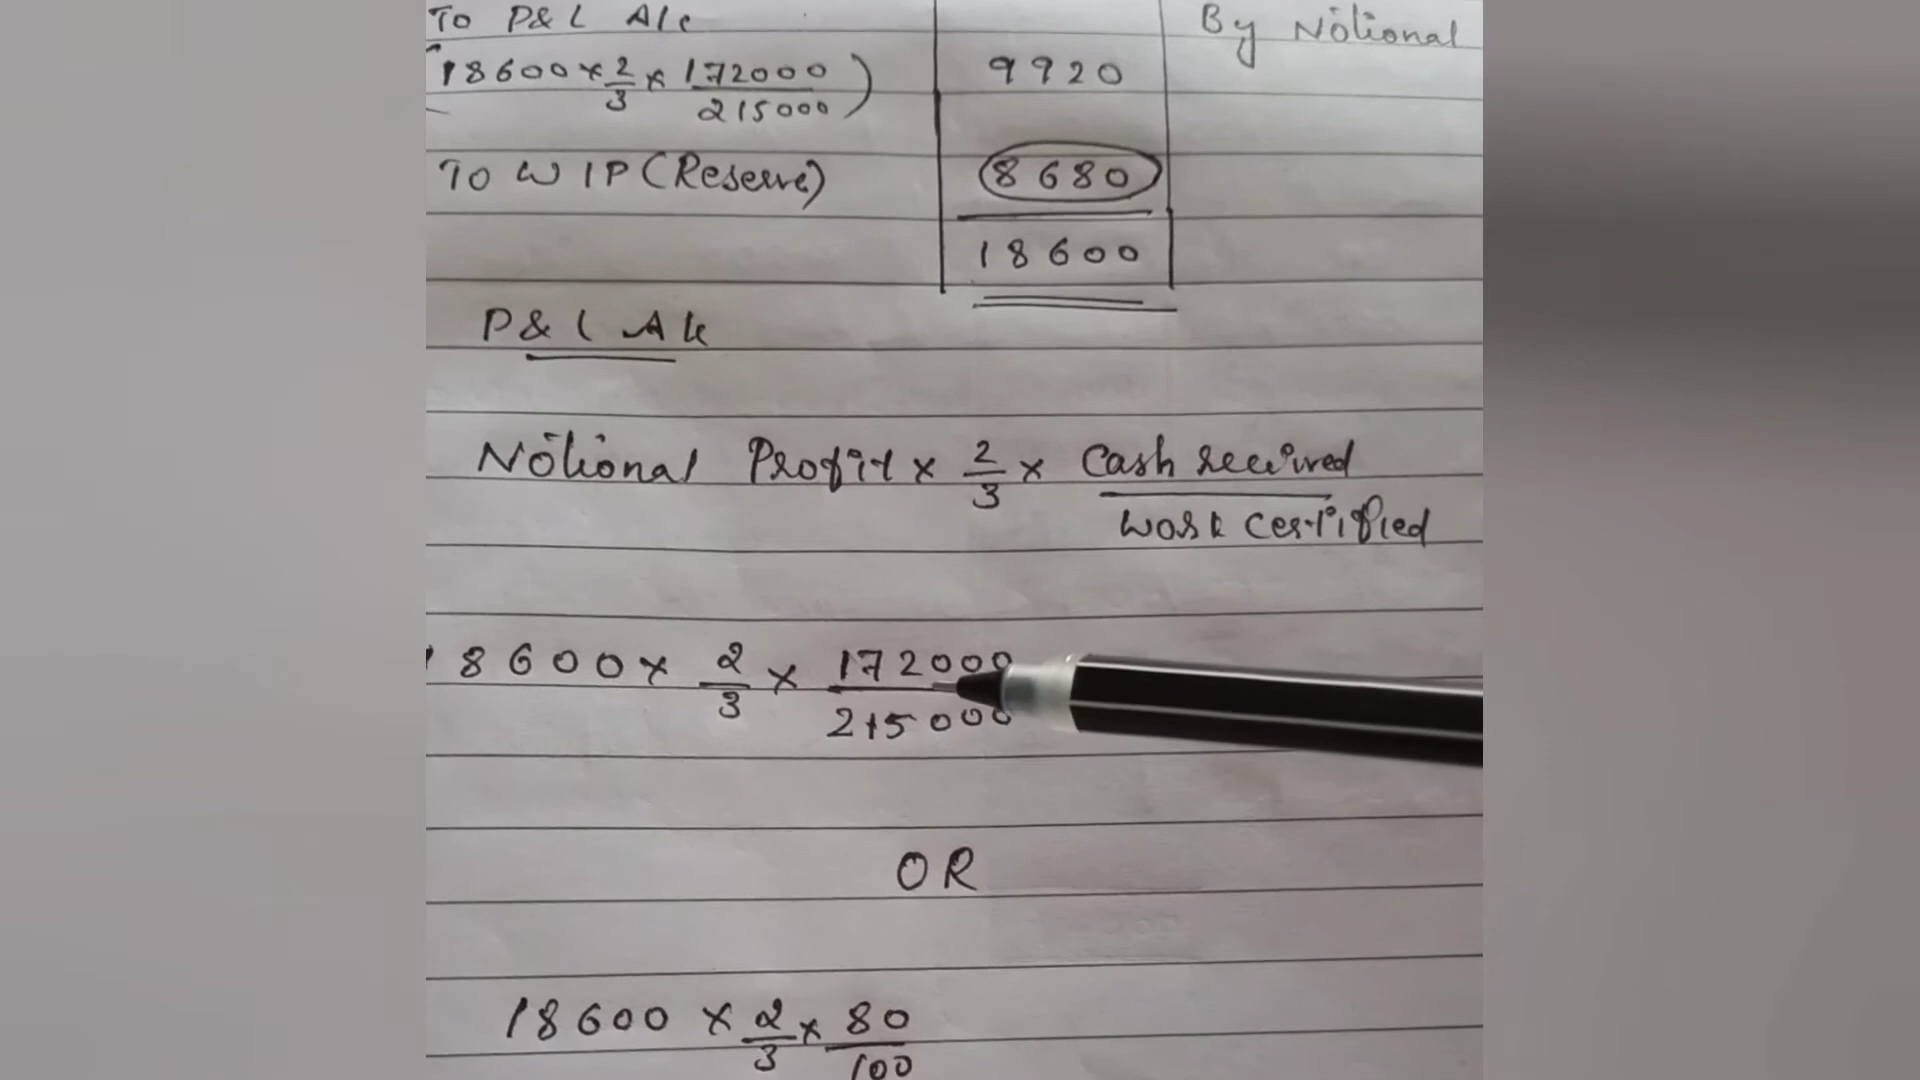 To P&L A/c By Notional
18600 × 2/3 × 172000/215000) 9920
To WIP (Reserve) 8680
18600
P&L A/c
Notional Profit × 2/3 × Cash received/work certified
18600 × 2/3 × 172000/215000
OR
18600 × 2/3 × 80/100